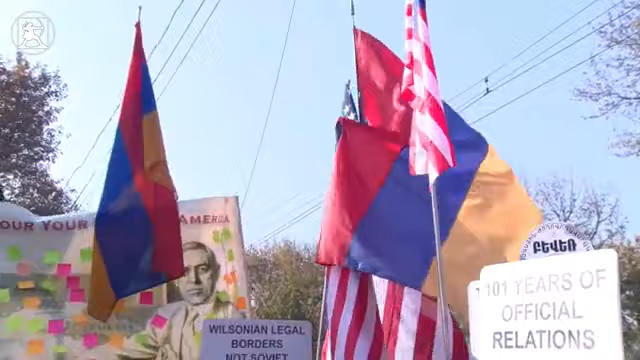 OUR YOUR
AMERICA
WILSONIAN LEGAL
BORDERS
NOT SOVIET
ԲԵՎԵՌ
101 YEARS OF
OFFICIAL
RELATIONS